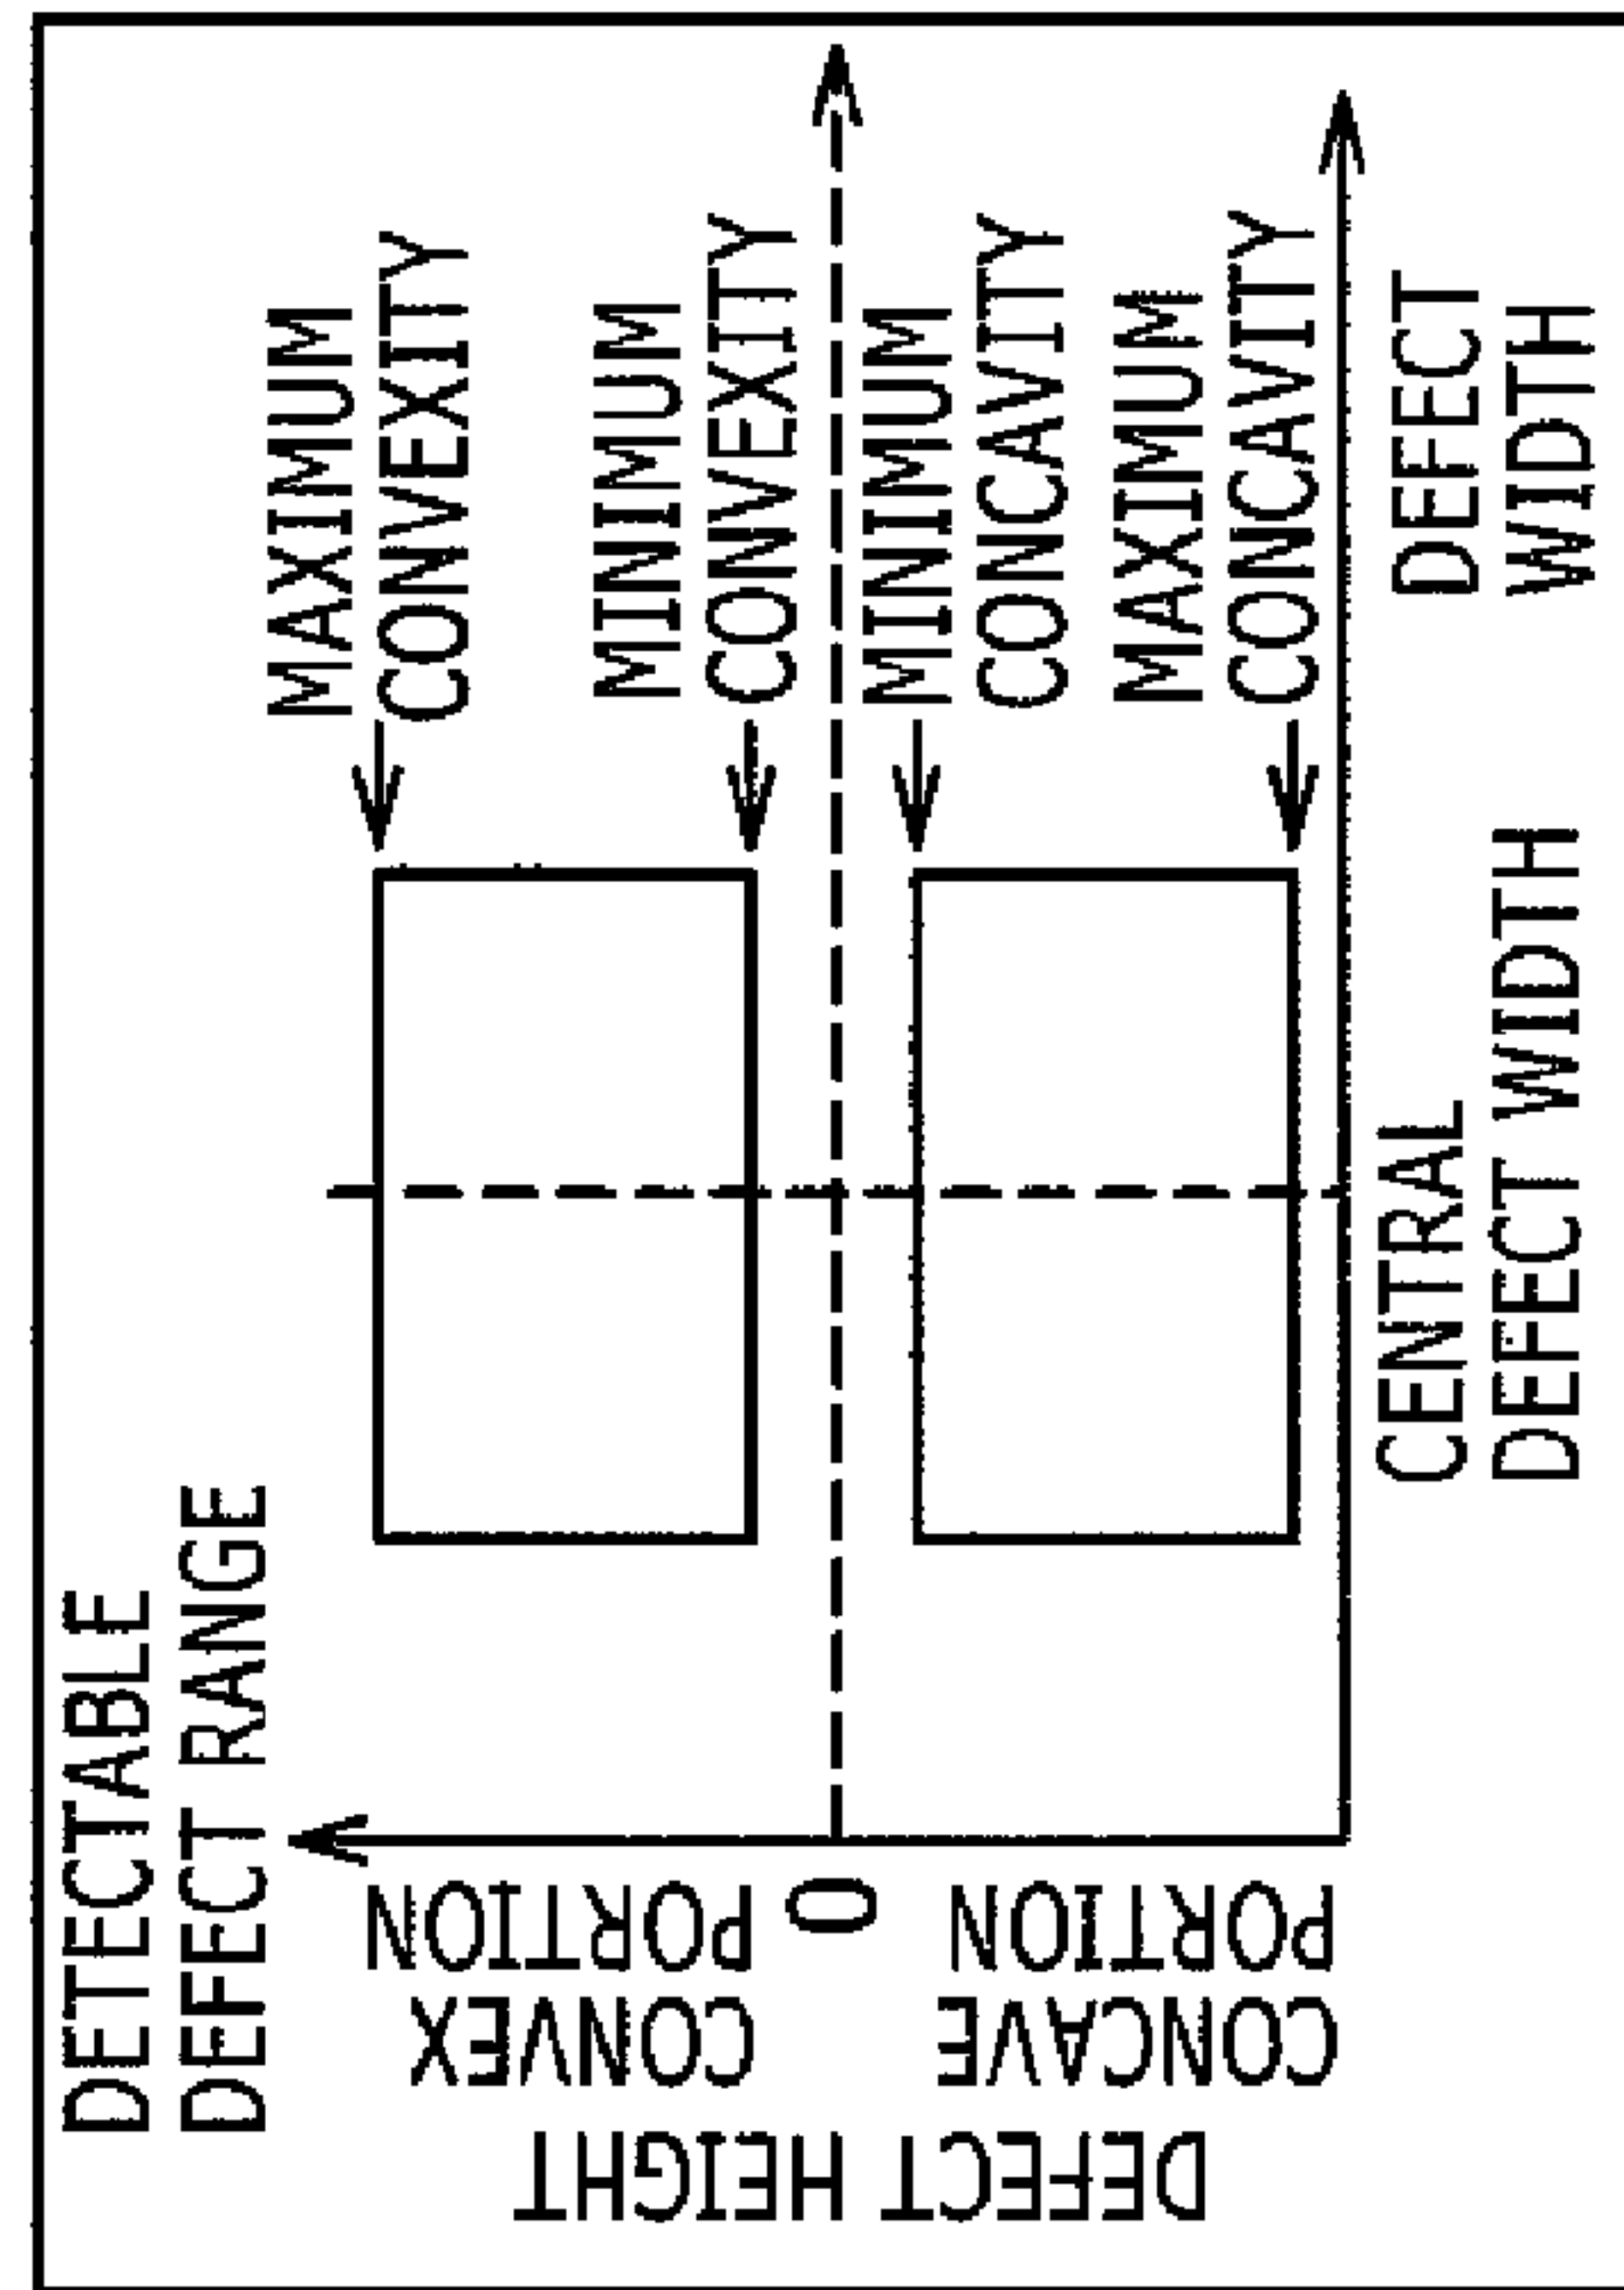 DETECTABLE
DEFECT RANGE
MAXIMUM
CONVEXITY
MINIMUM
CONVEXITY
MINIMUM
CONCAVITY
MAXIMUM
CONCAVITY
DEFECT HEIGHT
CONVEX
PORTION
0
CONCAVE
PORTION
CENTRAL
DEFECT WIDTH
DEFECT
WIDTH